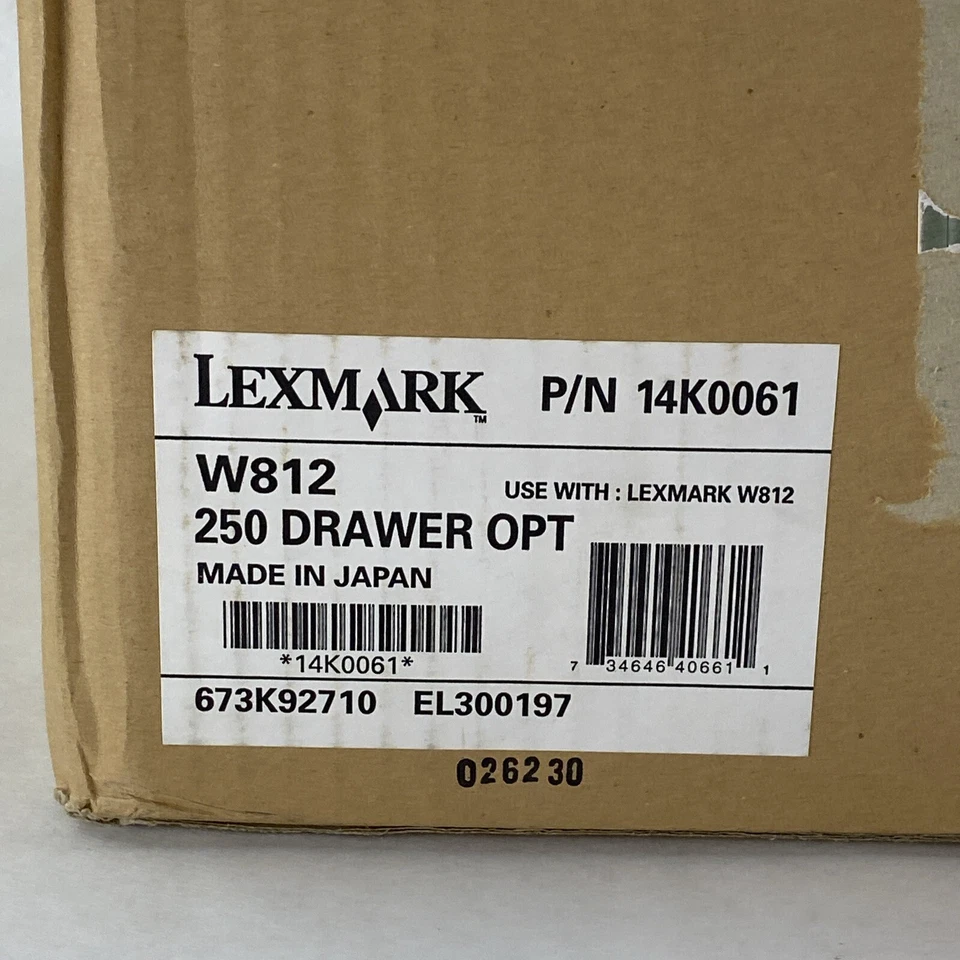 LEXMARK™ P/N 14K0061
W812
USE WITH : LEXMARK W812
250 DRAWER OPT
MADE IN JAPAN
*14K0061*
7 34646 40661 1
673K92710 EL300197
026230